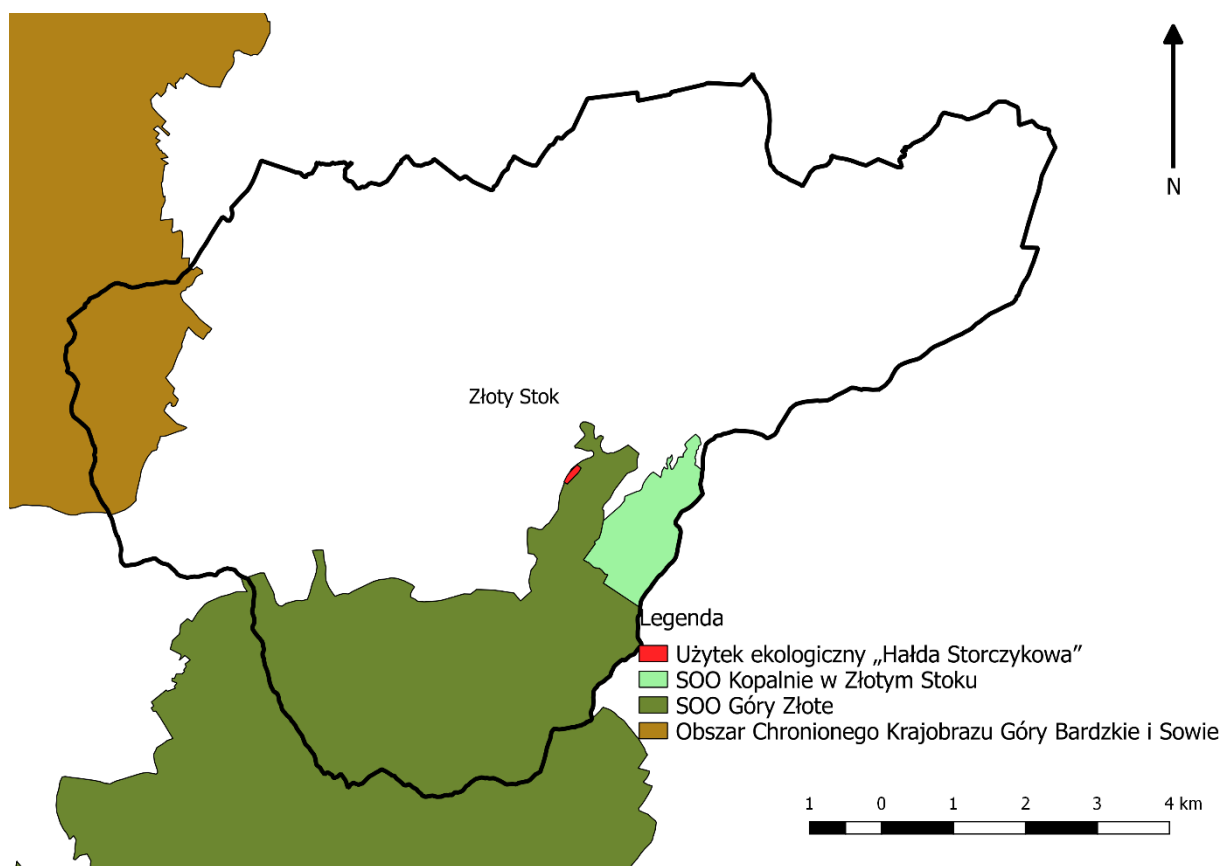 N
Złoty Stok
Legenda
Użytek ekologiczny „Hałda Storczykowa”
SOO Kopalnie w Złotym Stoku
SOO Góry Złote
Obszar Chronionego Krajobrazu Góry Bardzkie i Sowie
1 0 1 2 3 4 km